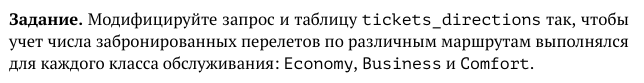 Задание. Модифицируйте запрос и таблицу tickets_directions так, чтобы
учет числа забронированных перелетов по различным маршрутам выполнялся
для каждого класса обслуживания: Economy, Business и Comfort.